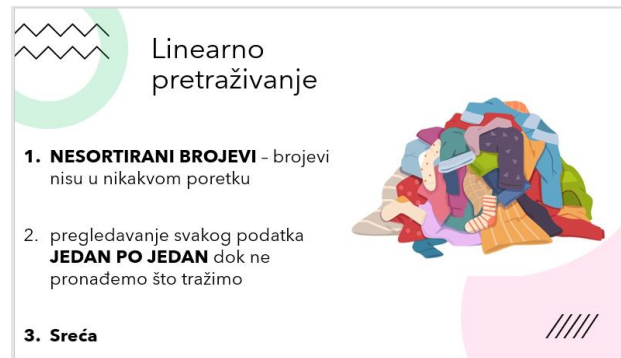 Linearno
pretraživanje
1. NESORTIRANI BROJEVI – brojevi
nisu u nikakvom poretku
2. pregledavanje svakog podatka
JEDAN PO JEDAN dok ne
pronađemo što tražimo
3. Sreća